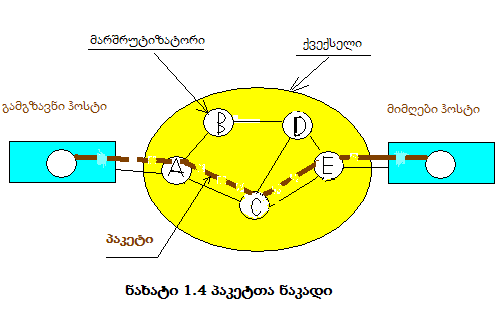 მარშრუტიზატორი
ქვექსელი
გამგზავნი ჰოსტი
მიმღები ჰოსტი
B
D
A
E
C
პაკეტი
ნახატი 1.4 პაკეტთა ნაკადი